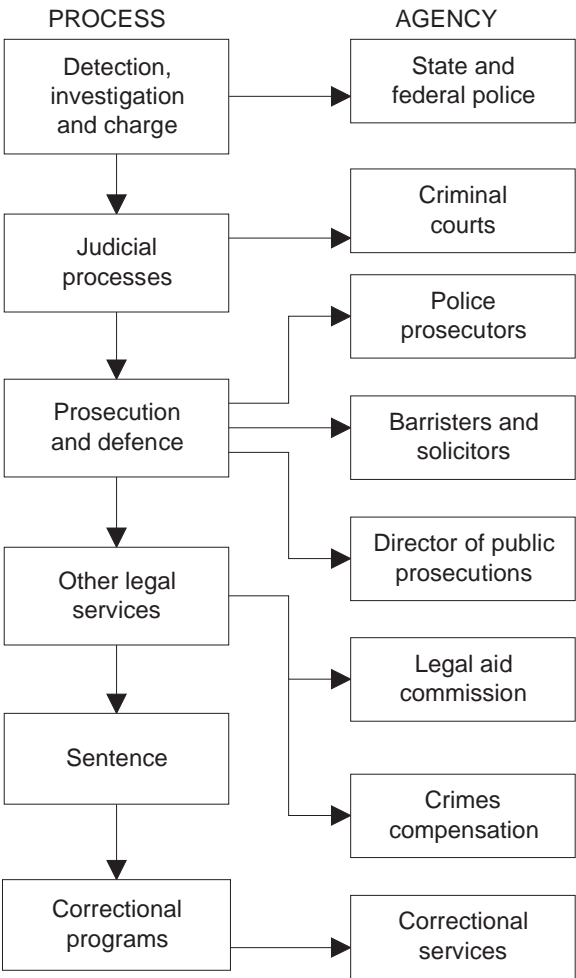 PROCESS
AGENCY
Detection,
investigation
and charge
State and
federal police
Judicial
processes
Criminal
courts
Police
prosecutors
Prosecution
and defence
Barristers and
solicitors
Director of public
prosecutions
Other legal
services
Legal aid
commission
Sentence
Crimes
compensation
Correctional
programs
Correctional
services